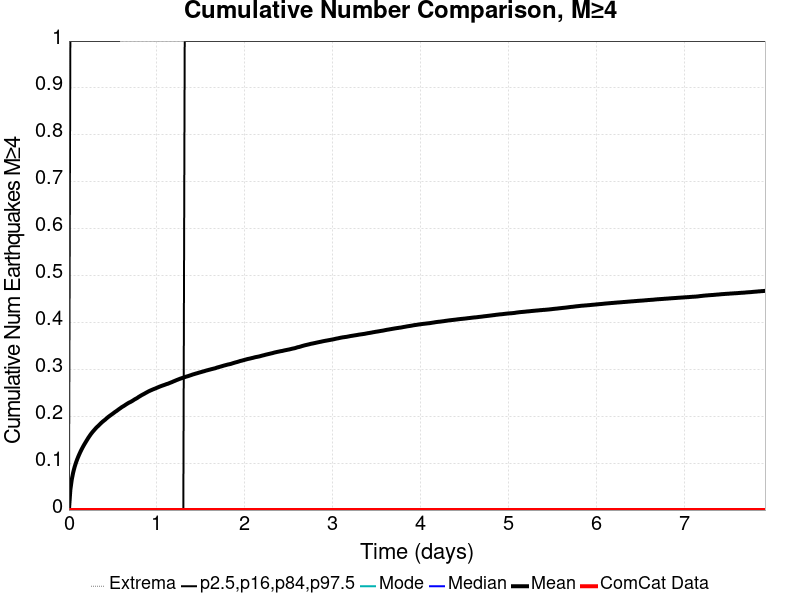 Cumulative Number Comparison, M≥4
Cumulative Num Earthquakes M≥4
1
0.9
0.8
0.7
0.6
0.5
0.4
0.3
0.2
0.1
0
0 1 2 3 4 5 6 7
Time (days)
Extrema p2.5,p16,p84,p97.5 Mode Median Mean ComCat Data